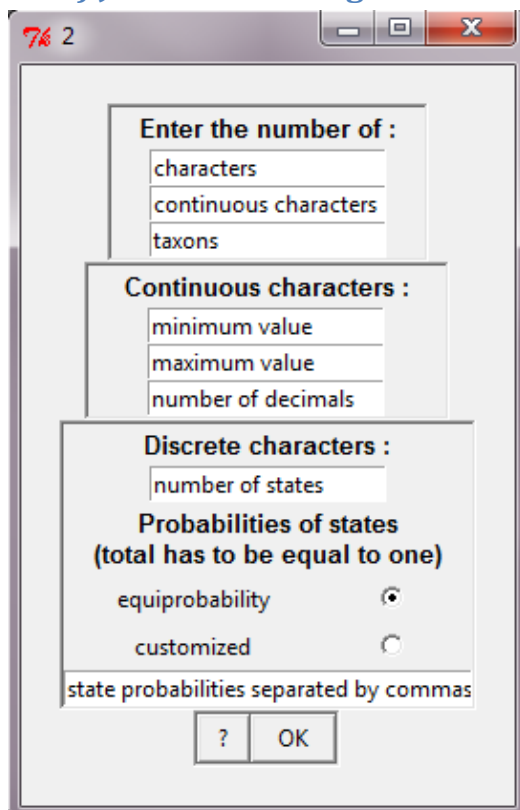 2
Enter the number of :
characters
continuous characters
taxons
Continuous characters :
minimum value
maximum value
number of decimals
Discrete characters :
number of states
Probabilities of states
(total has to be equal to one)
equiprobability
customized
state probabilities separated by commas
? OK